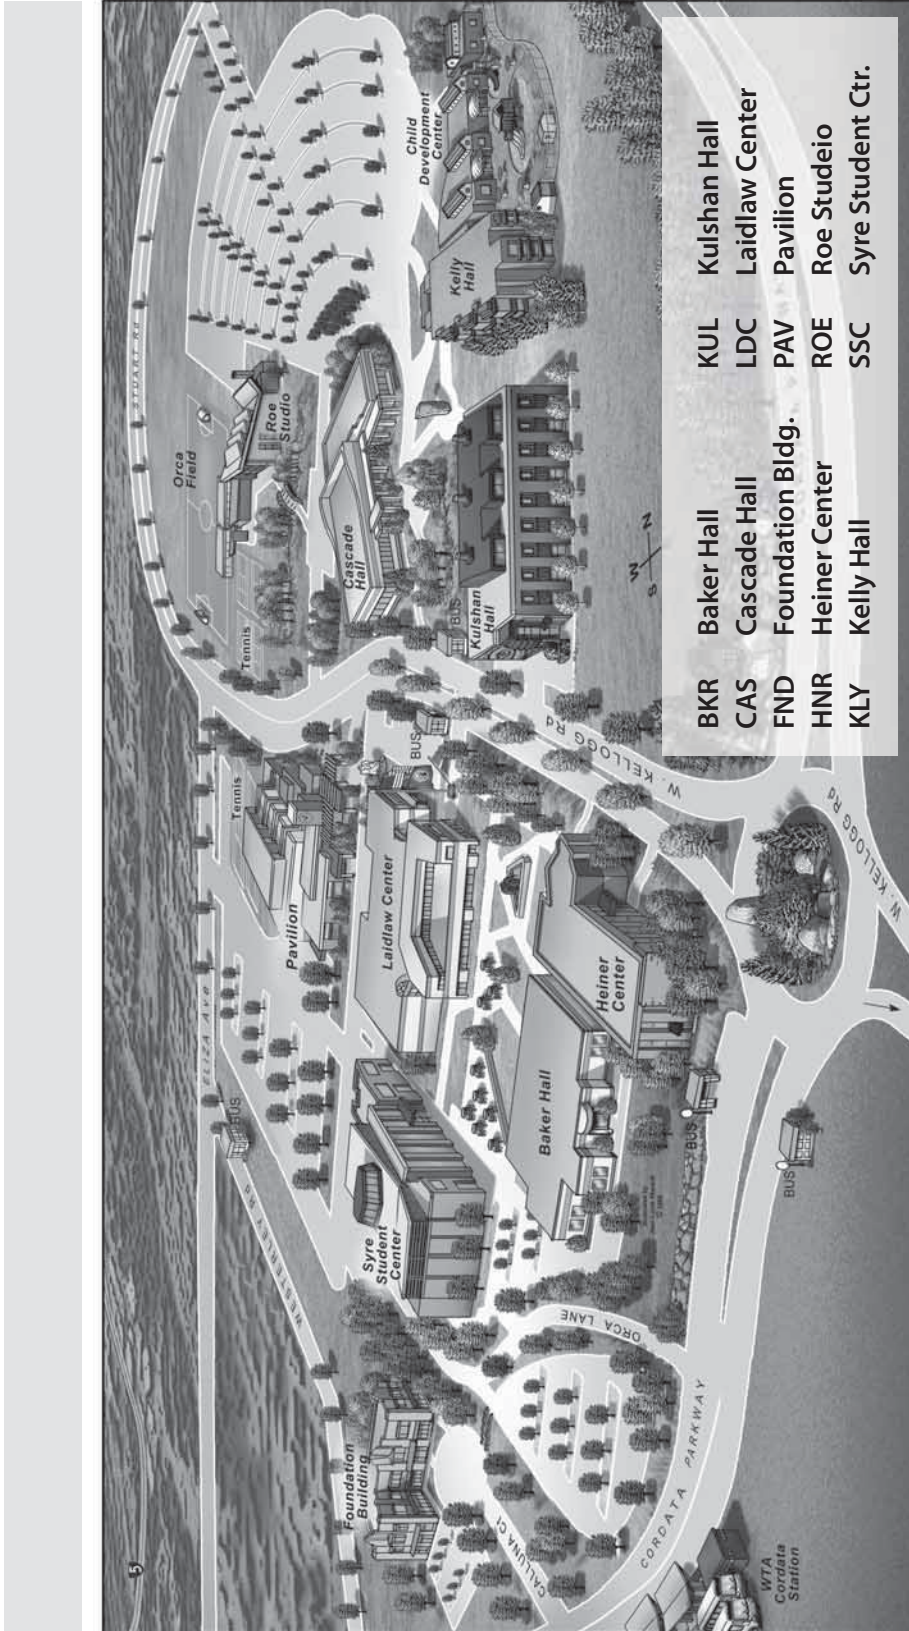 5
STUART Rd
Orca
Field
Roe
Studio
Tennis
Child
Development
Center
Kelly
Hall
Cascade
Hall
BUS
Kulshan
Hall
S W N
ELIZA Ave
Tennis
Pavilion
Laidlaw Center
BUS
W. KELLOGG Rd
W. KELLOGG Rd
BUS
WESTERLY Rd
Syre
Student
Center
Baker Hall
Heiner
Center
BUS
BUS
Foundation
Building
CALLUNA Ct
ORCA LANE
CORDATA PARKWAY
WTA
Cordata
Station
BKR Baker Hall KUL Kulshan Hall
CAS Cascade Hall LDC Laidlaw Center
FND Foundation Bldg. PAV Pavilion
HNR Heiner Center ROE Roe Studeio
KLY Kelly Hall SSC Syre Student Ctr.